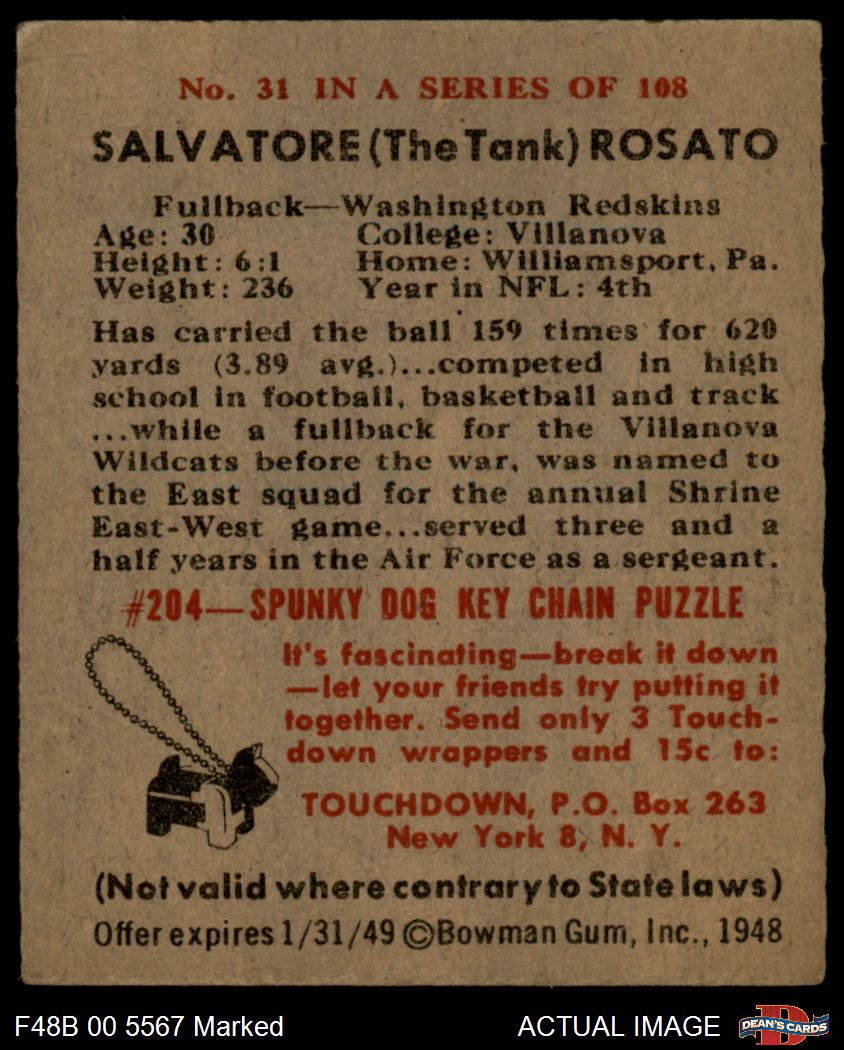 No. 31 IN A SERIES OF 108
SALVATORE (The Tank) ROSATO
Fullback—Washington Redskins
Age: 30 College: Villanova
Height: 6:1 Home: Williamsport, Pa.
Weight: 236 Year in NFL: 4th
Has carried the ball 159 times for 620
yards (3.89 avg.)...competed in high
school in football, basketball and track
...while a fullback for the Villanova
Wildcats before the war, was named to
the East squad for the annual Shrine
East-West game...served three and a
half years in the Air Force as a sergeant.
#204—SPUNKY DOG KEY CHAIN PUZZLE
It's fascinating—break it down
—let your friends try putting it
together. Send only 3 Touch-
down wrappers and 15c to:
TOUCHDOWN, P.O. Box 263
New York 8, N. Y.
(Not valid where contrary to State laws)
Offer expires 1/31/49 ©Bowman Gum, Inc., 1948
F48B 00 5567 Marked ACTUAL IMAGE DEAN'S CARDS